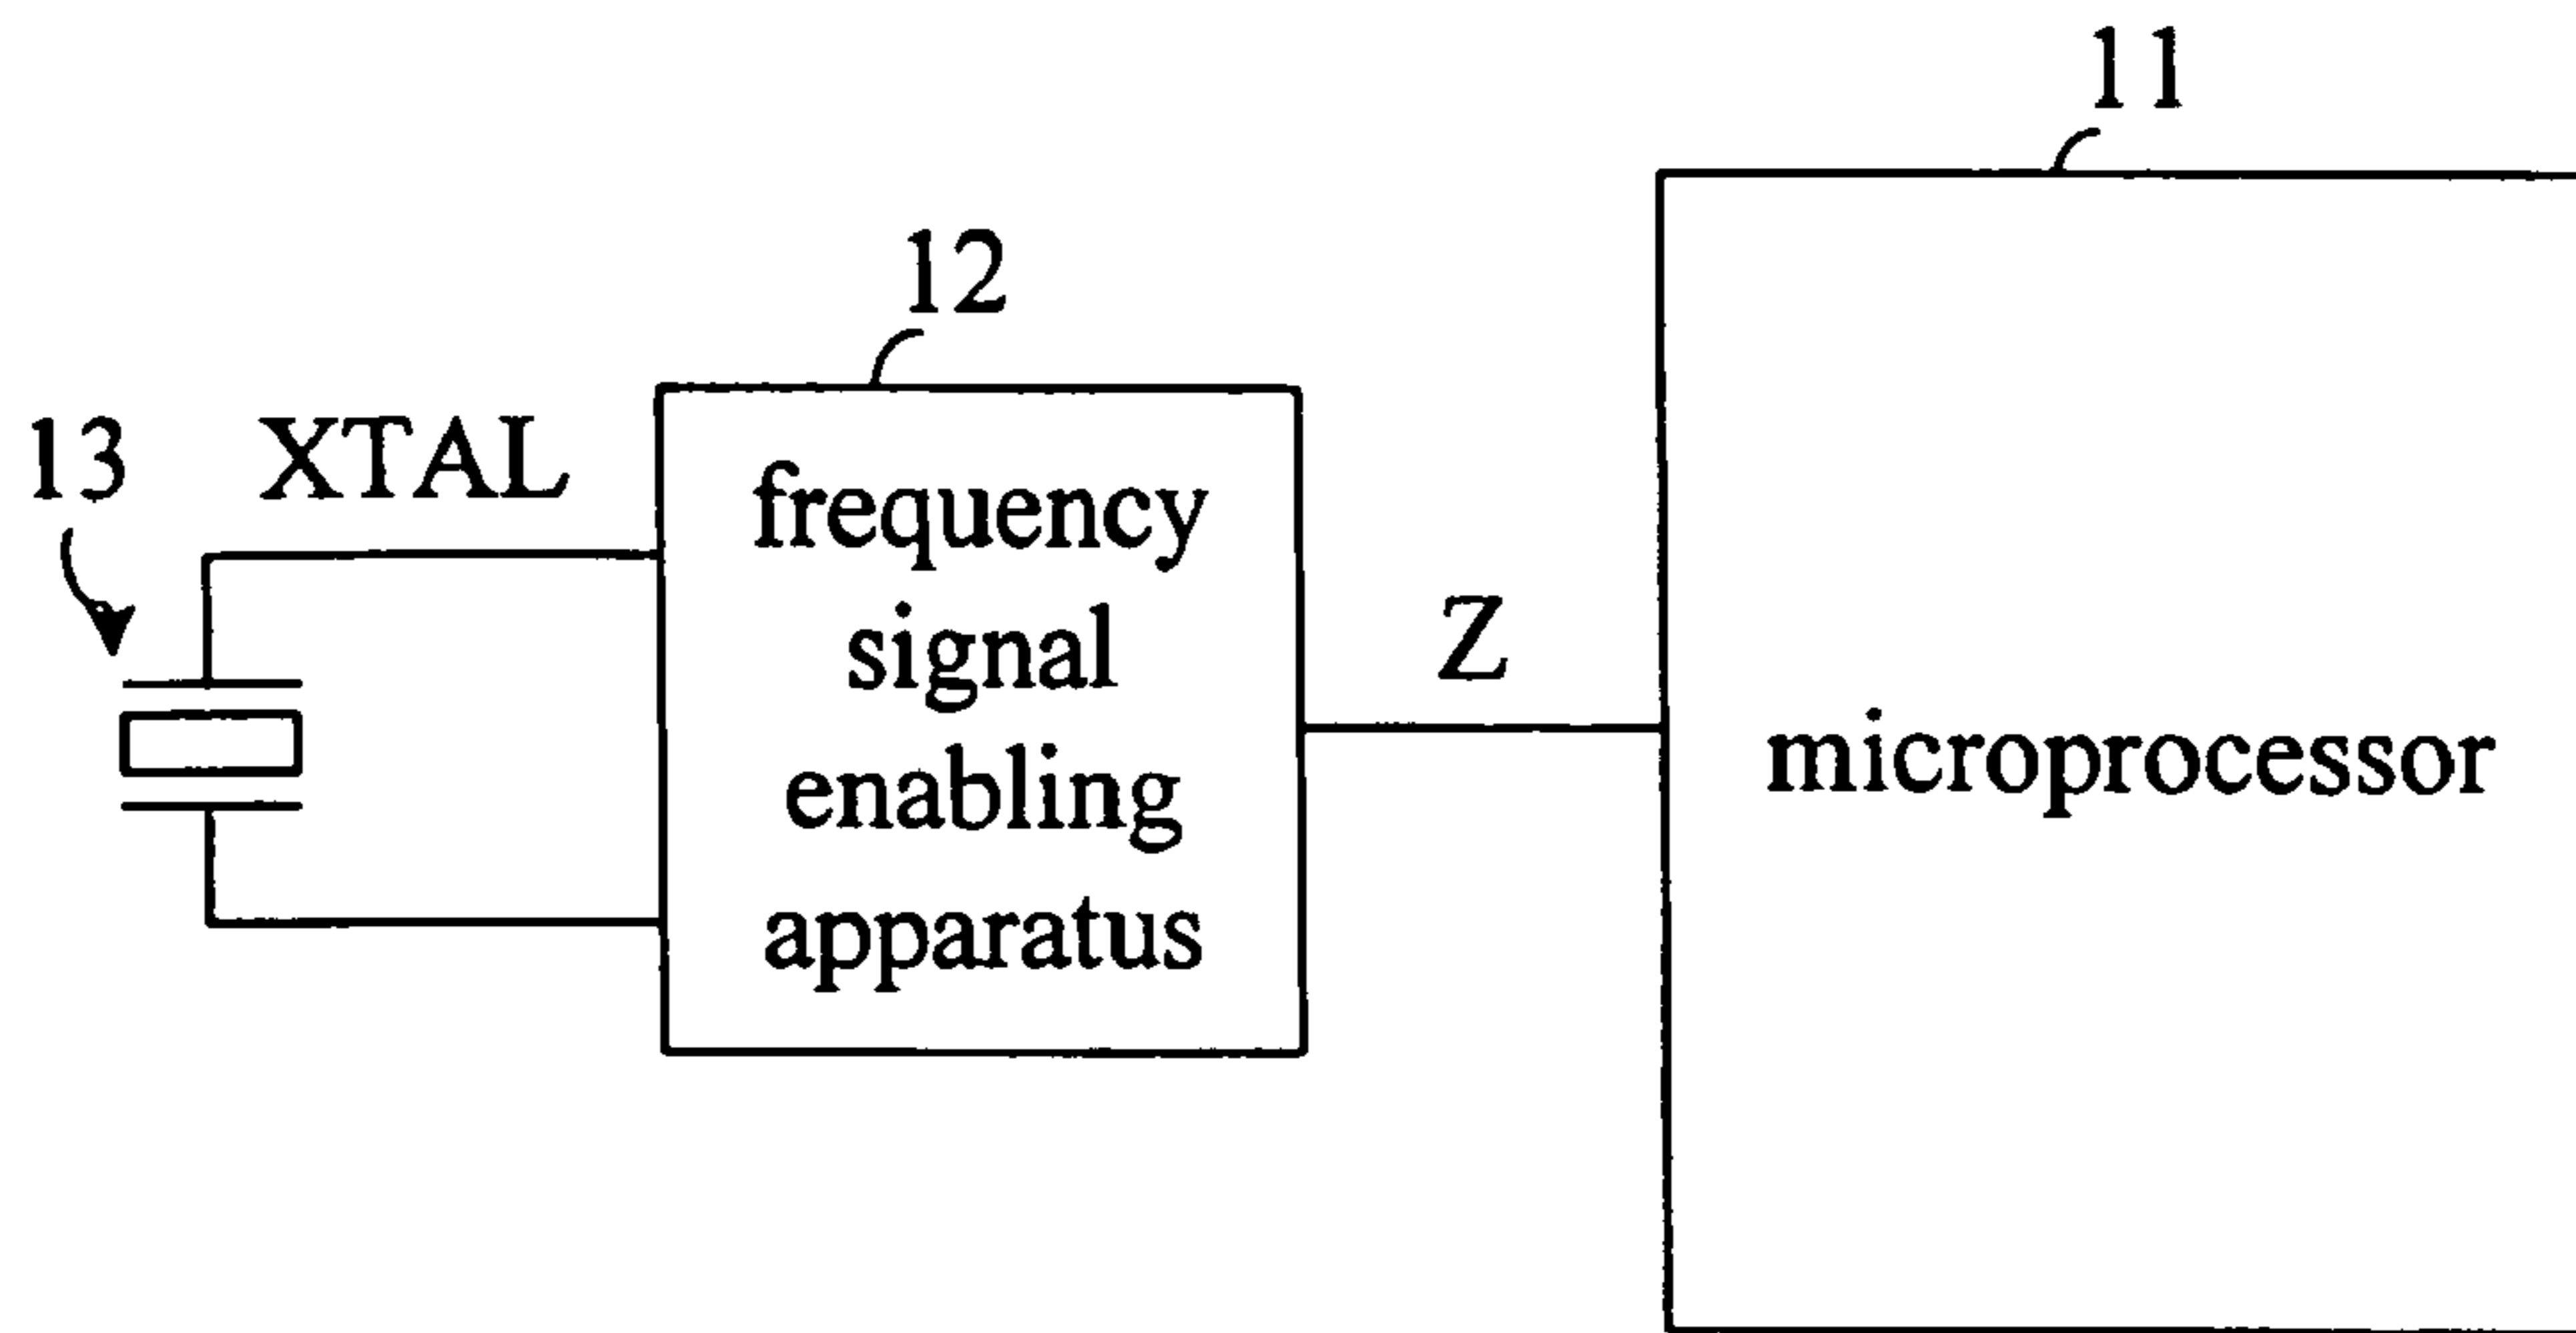 11
12
13 XTAL
frequency
signal
enabling
apparatus
Z
microprocessor